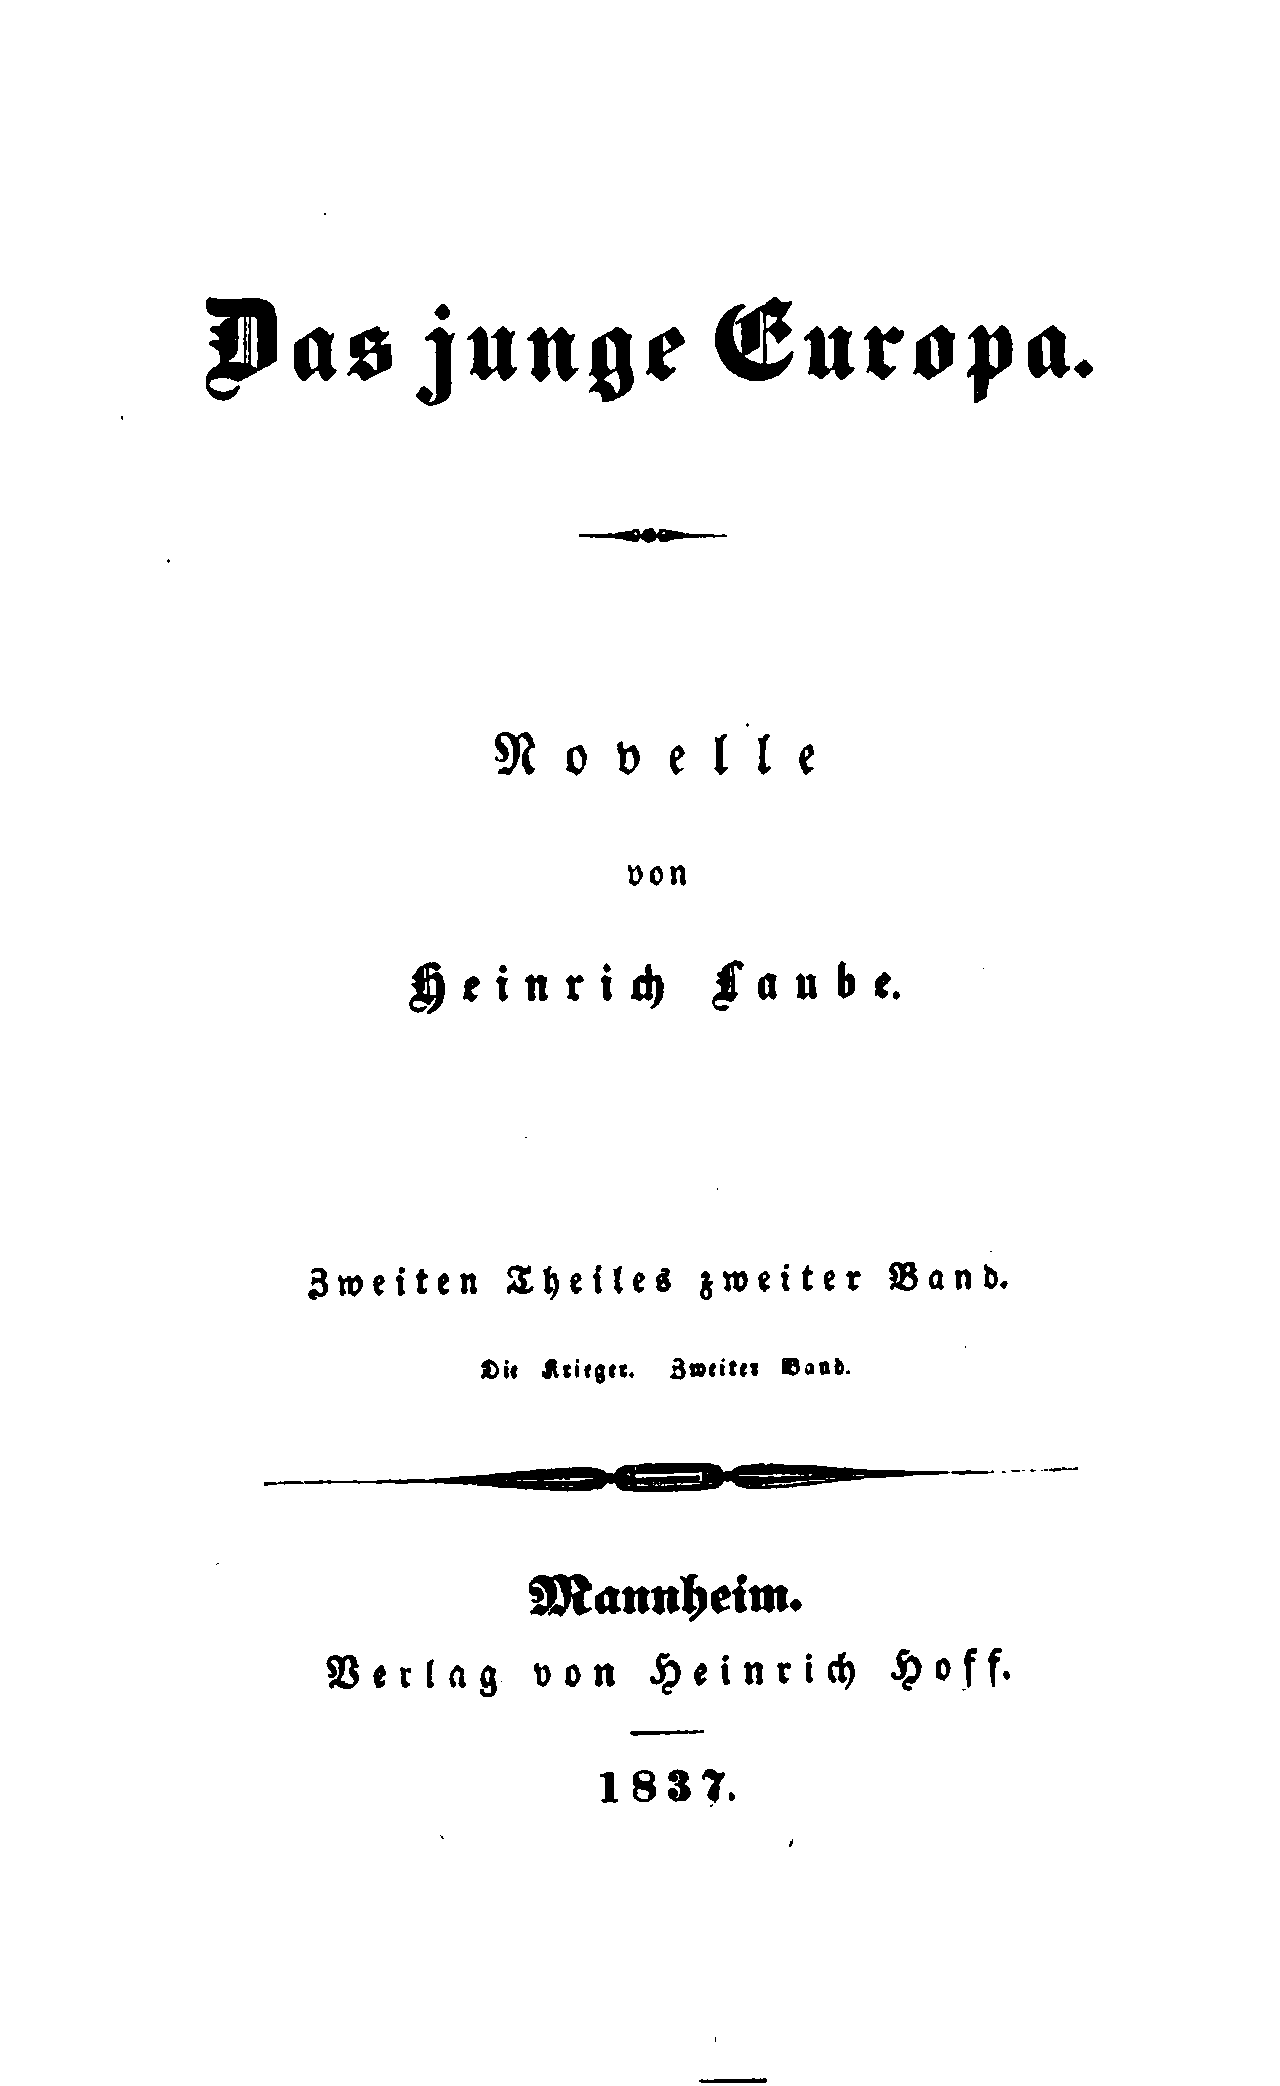 Das junge Europa.
Novelle
von
Heinrich Laube.
Zweiten Theiles zweiter Band.
Die Krieger. Zweiter Band.
Mannheim.
Verlag von Heinrich Hoff.
1837.